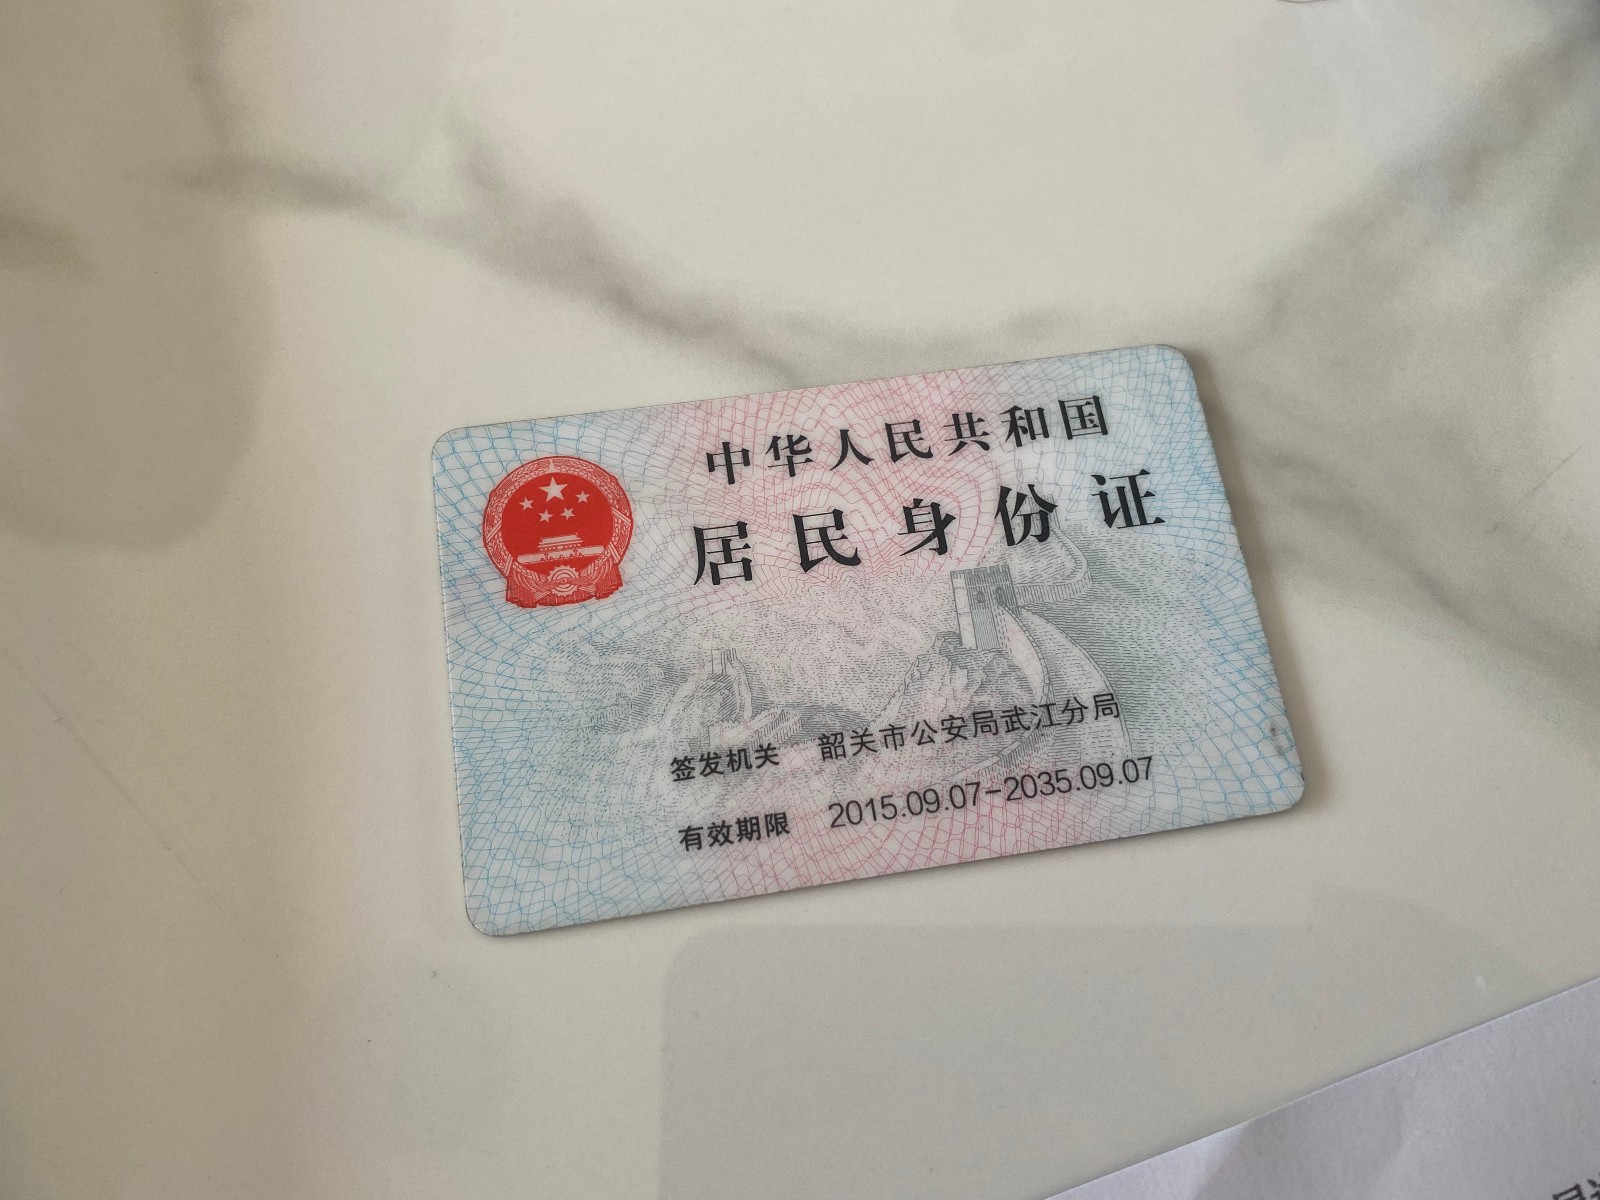 中华人民共和国
居民身份证
签发机关 韶关市公安局武江分局
有效期限 2015.09.07-2035.09.07